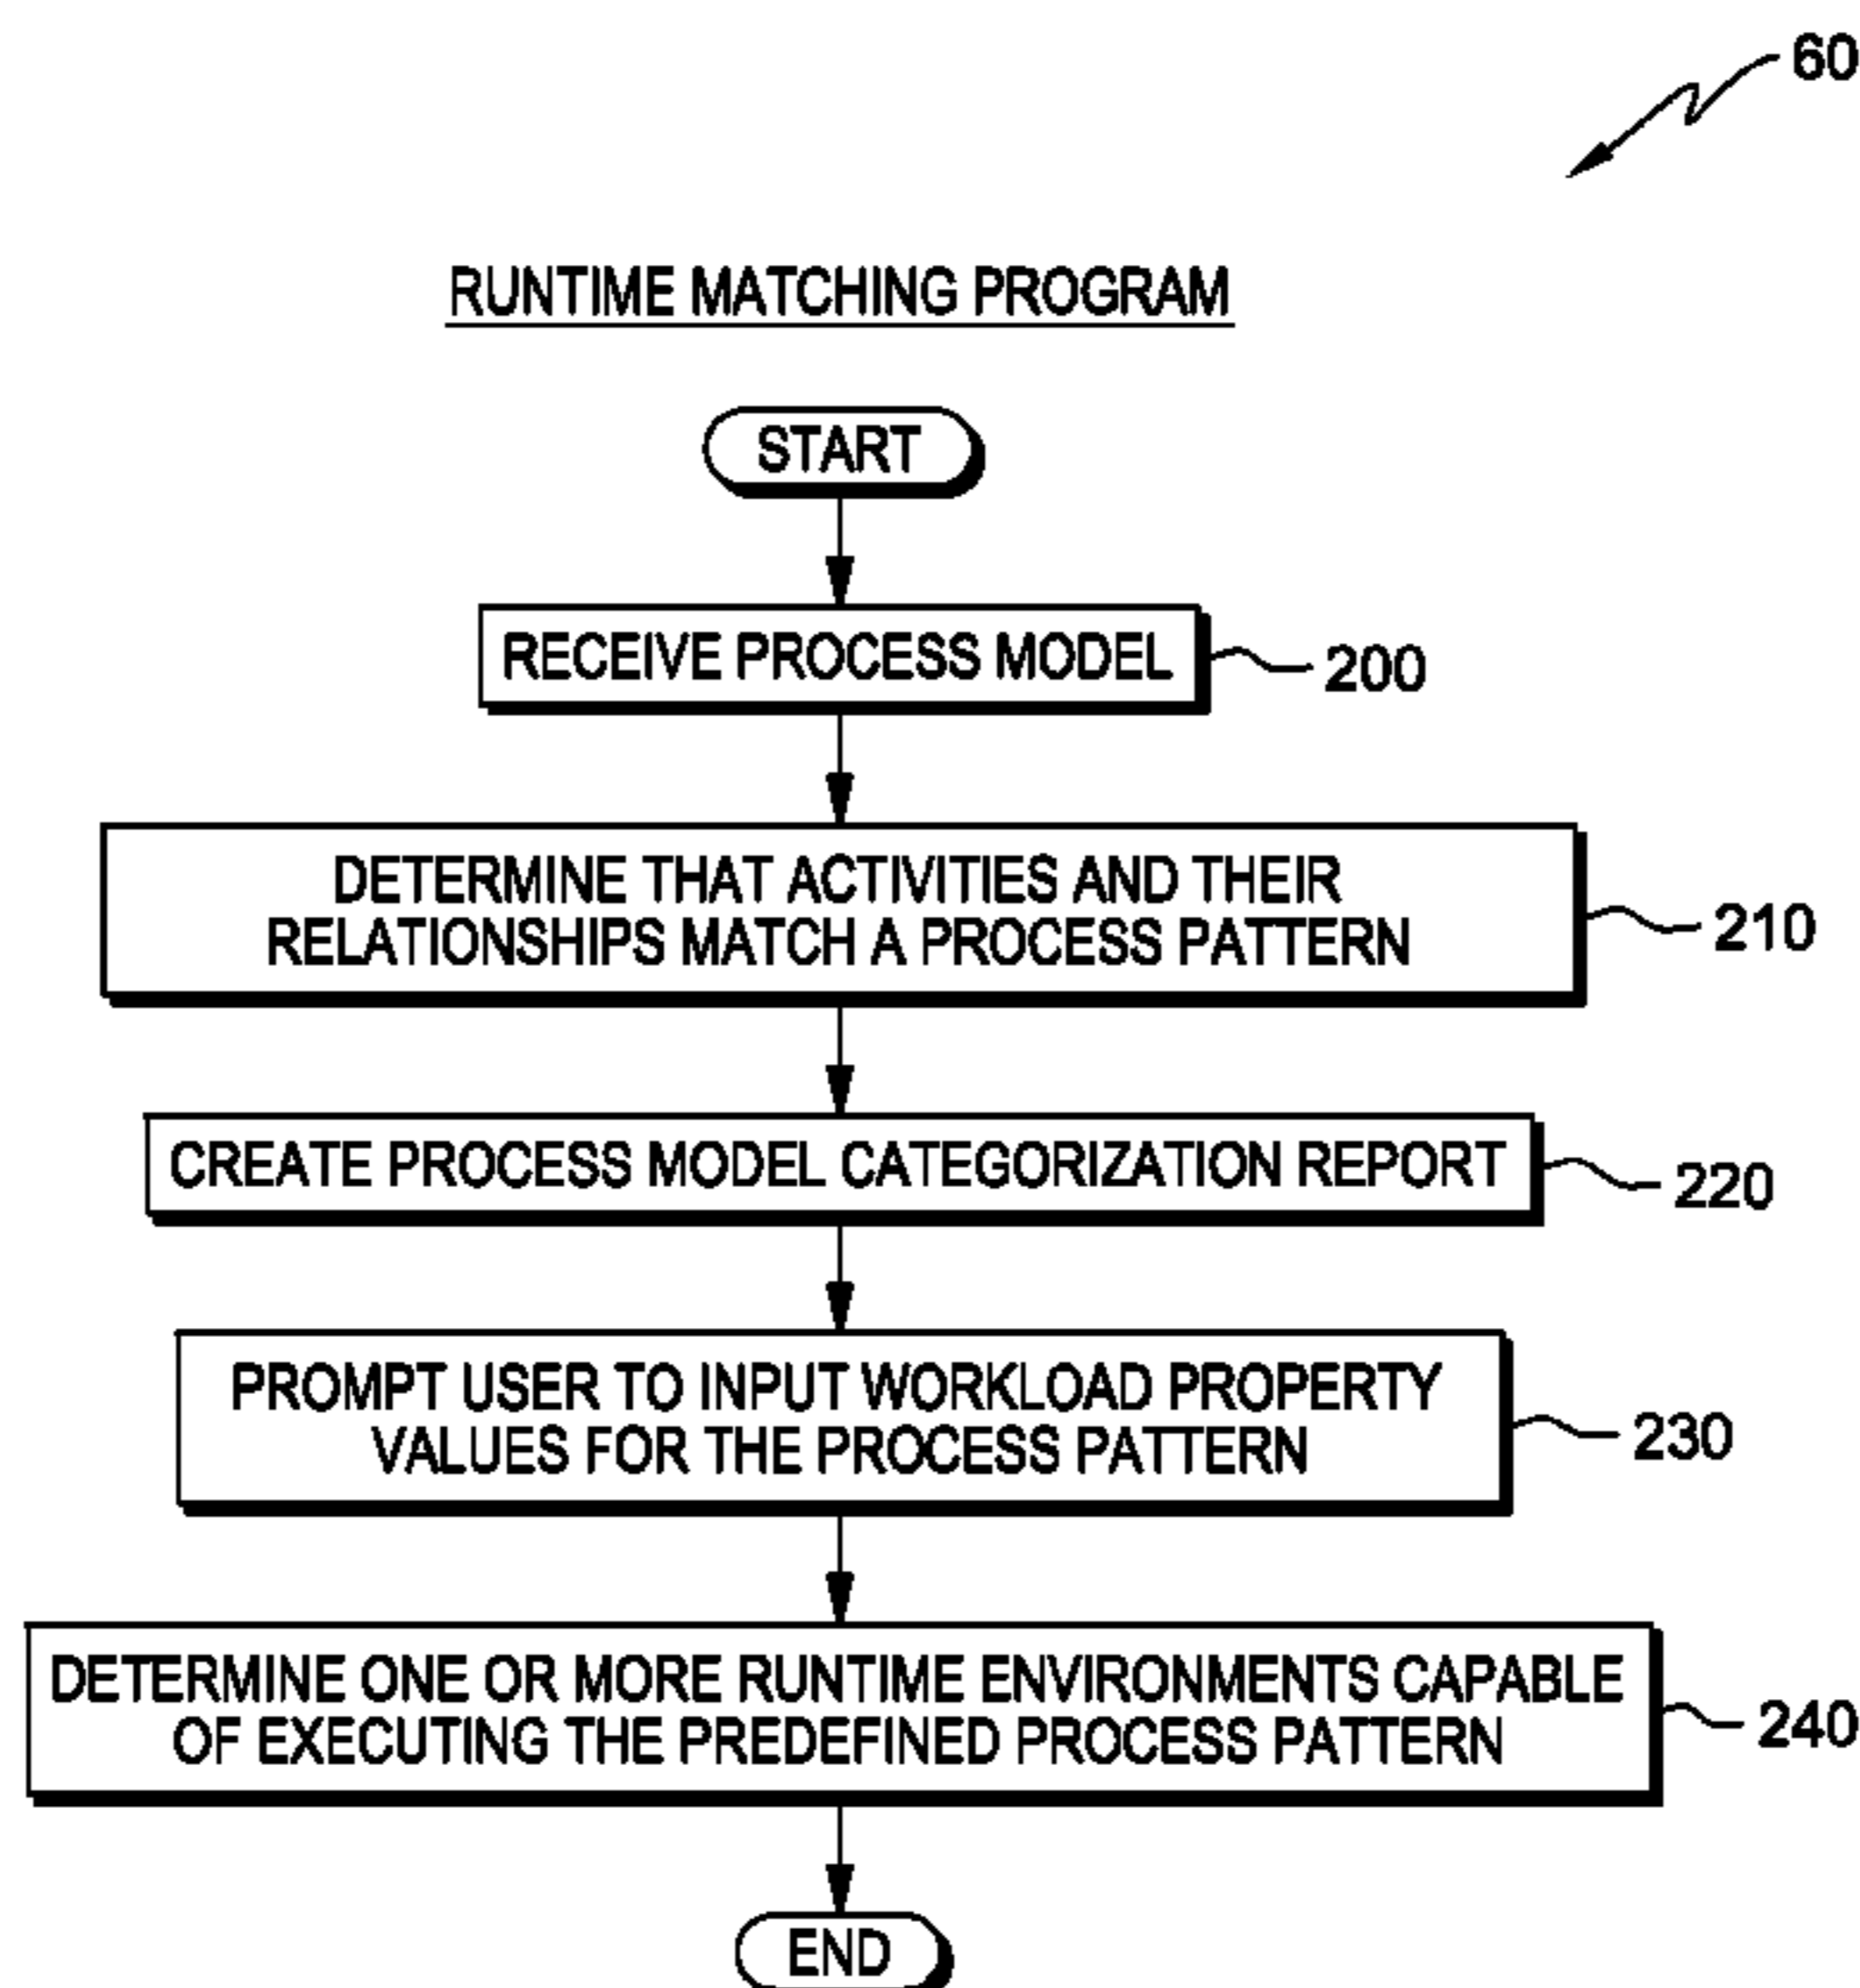 60
RUNTIME MATCHING PROGRAM
START
RECEIVE PROCESS MODEL
200
DETERMINE THAT ACTIVITIES AND THEIR
RELATIONSHIPS MATCH A PROCESS PATTERN
210
CREATE PROCESS MODEL CATEGORIZATION REPORT
220
PROMPT USER TO INPUT WORKLOAD PROPERTY
VALUES FOR THE PROCESS PATTERN
230
DETERMINE ONE OR MORE RUNTIME ENVIRONMENTS CAPABLE
OF EXECUTING THE PREDEFINED PROCESS PATTERN
240
END